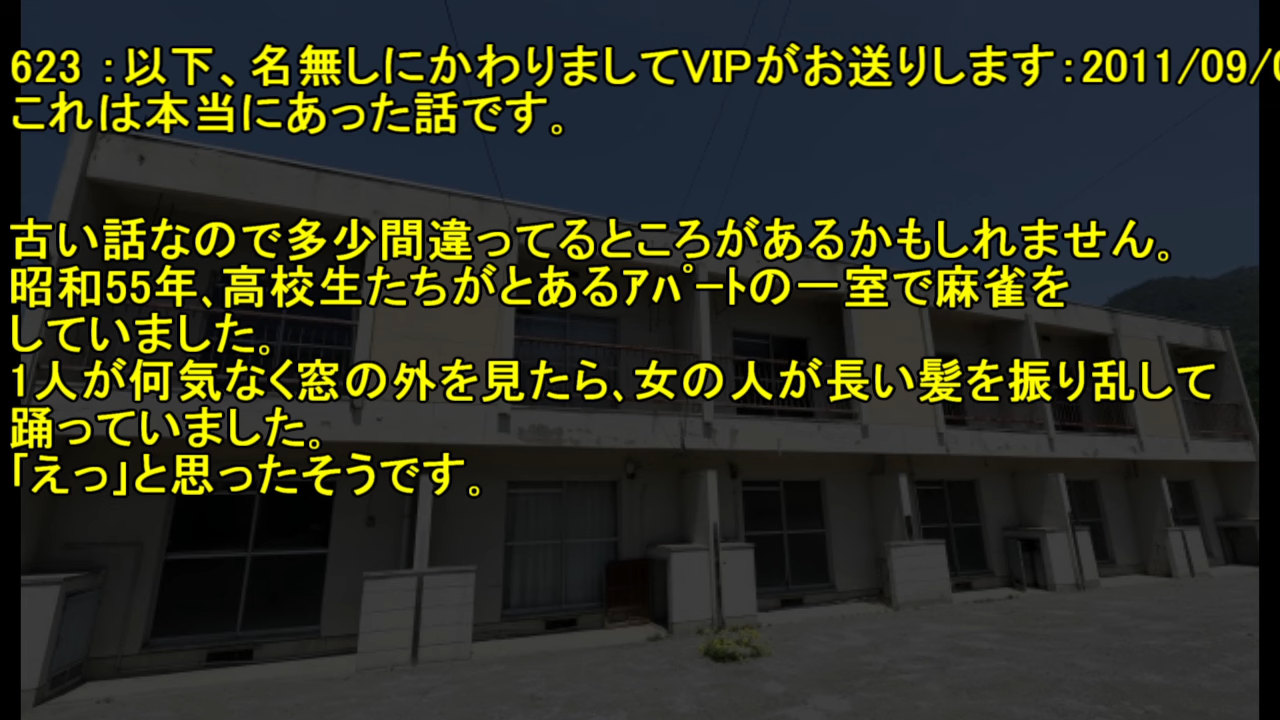 623 :以下、名無しにかわりましてVIPがお送りします:2011/09/0
これは本当にあった話です。
古い話なので多少間違ってるところがあるかもしれません。
昭和55年、高校生たちがとあるｱﾊﾟｰﾄの一室で麻雀を
していました。
1人が何気なく窓の外を見たら、女の人が長い髪を振り乱して
踊っていました。
「えっ」と思ったそうです。